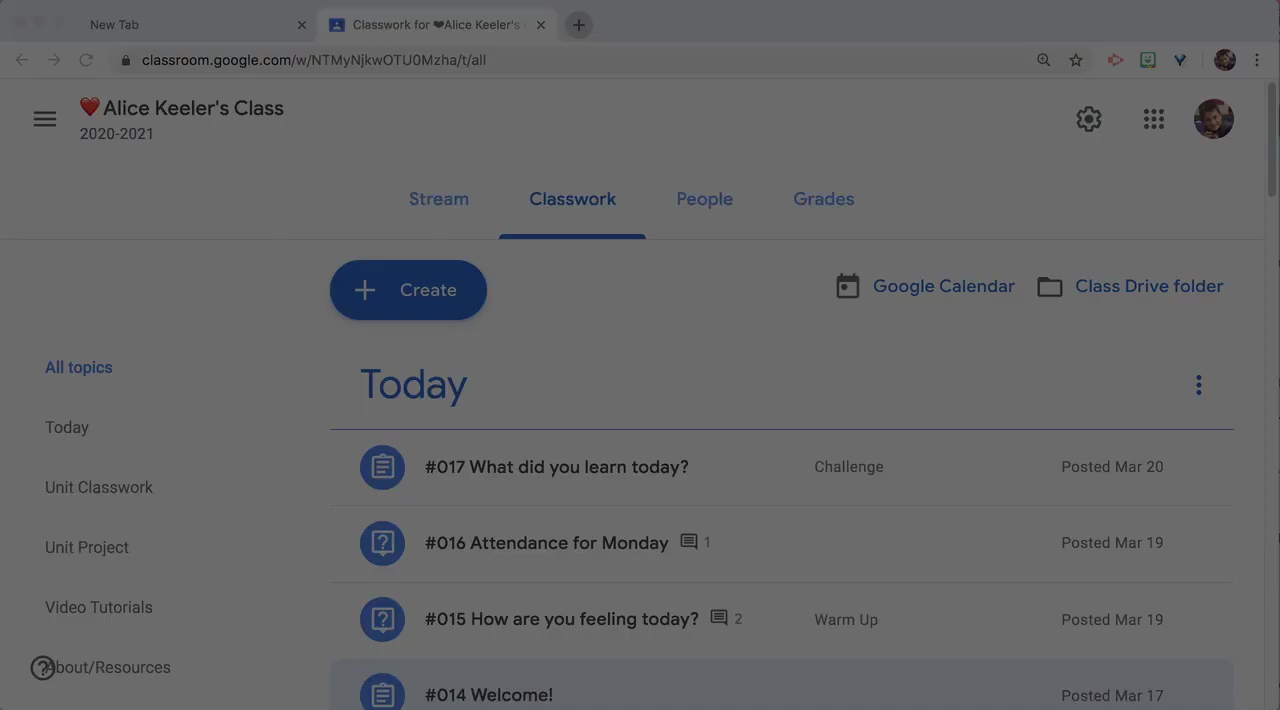 New Tab
Classwork for ❤Alice Keeler's
classroom.google.com/w/NTMyNjkwOTU0Mzha/t/all
❤️Alice Keeler's Class
2020-2021
Stream Classwork People Grades
Create
Google Calendar Class Drive folder
All topics
Today
Unit Classwork
Unit Project
Video Tutorials
About/Resources
Today
#017 What did you learn today? Challenge Posted Mar 20
#016 Attendance for Monday 1 Posted Mar 19
#015 How are you feeling today? 2 Warm Up Posted Mar 19
#014 Welcome! Posted Mar 17